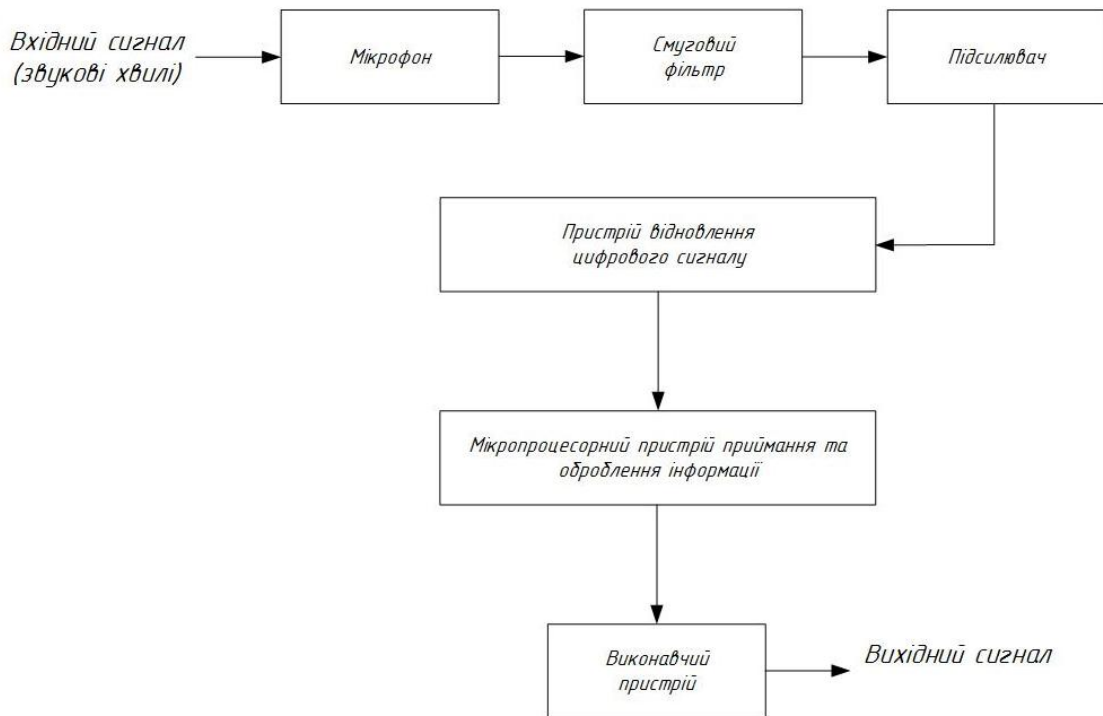 Вхідний сигнал
(звукові хвилі)
Мікрофон
Смуговий
фільтр
Підсилювач
Пристрій відновлення
цифрового сигналу
Мікропроцесорний пристрій приймання та
оброблення інформації
Виконавчий
пристрій
Вихідний сигнал